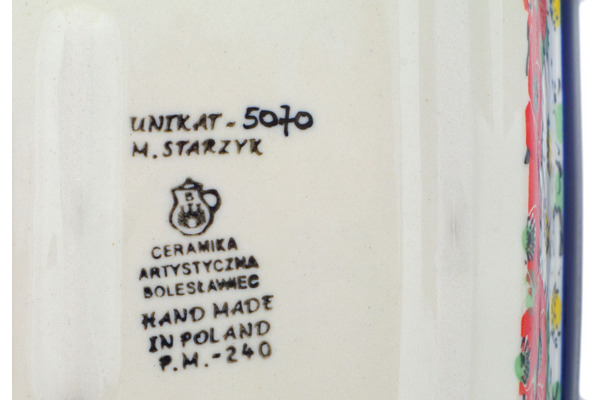 UNIKAT - 5070
M. STARZYK
B
CERAMIKA
ARTYSTYCZNA
BOLESŁAWIEC
HAND MADE
IN POLAND
P.M. - 240